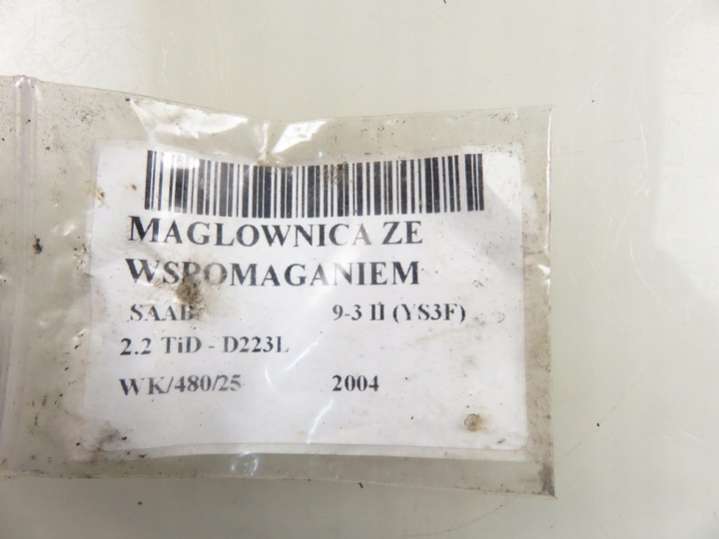 MAGLOWNICA ZE
WSPOMAGANIEM
SAAB 9-3 II (YS3F)
2.2 TiD - D223L
WK/480/25 2004